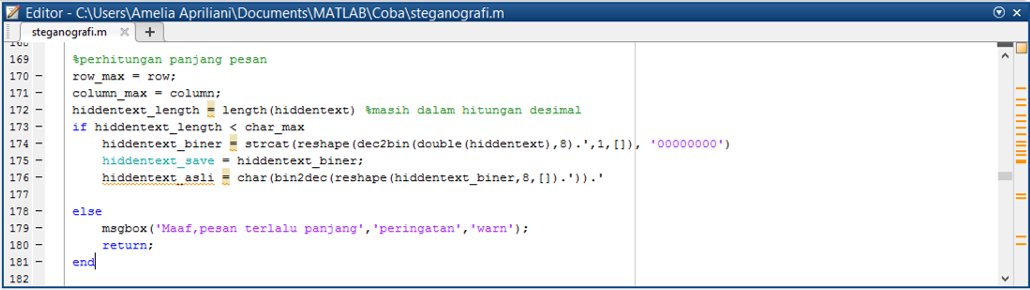 Editor - C:\Users\Amelia Apriliani\Documents\MATLAB\Coba\steganografi.m
steganografi.m
168
169 %perhitungan panjang pesan
170 row_max = row;
171 column_max = column;
172 hiddentext_length = length(hiddentext) %masih dalam hitungan desimal
173 if hiddentext_length < char_max
174 hiddentext_biner = strcat(reshape(dec2bin(double(hiddentext),8).',1,[]), '00000000')
175 hiddentext_save = hiddentext_biner;
176 hiddentext_asli = char(bin2dec(reshape(hiddentext_biner,8,[]).')).'
177
178 else
179 msgbox('Maaf,pesan terlalu panjang','peringatan','warn');
180 return;
181 end
182